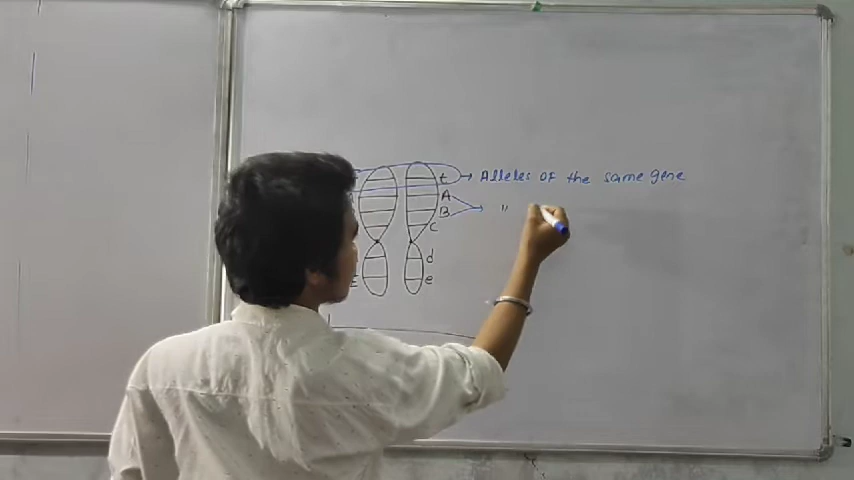 t → Alleles of the same gene
A
B → "
C
d
E e